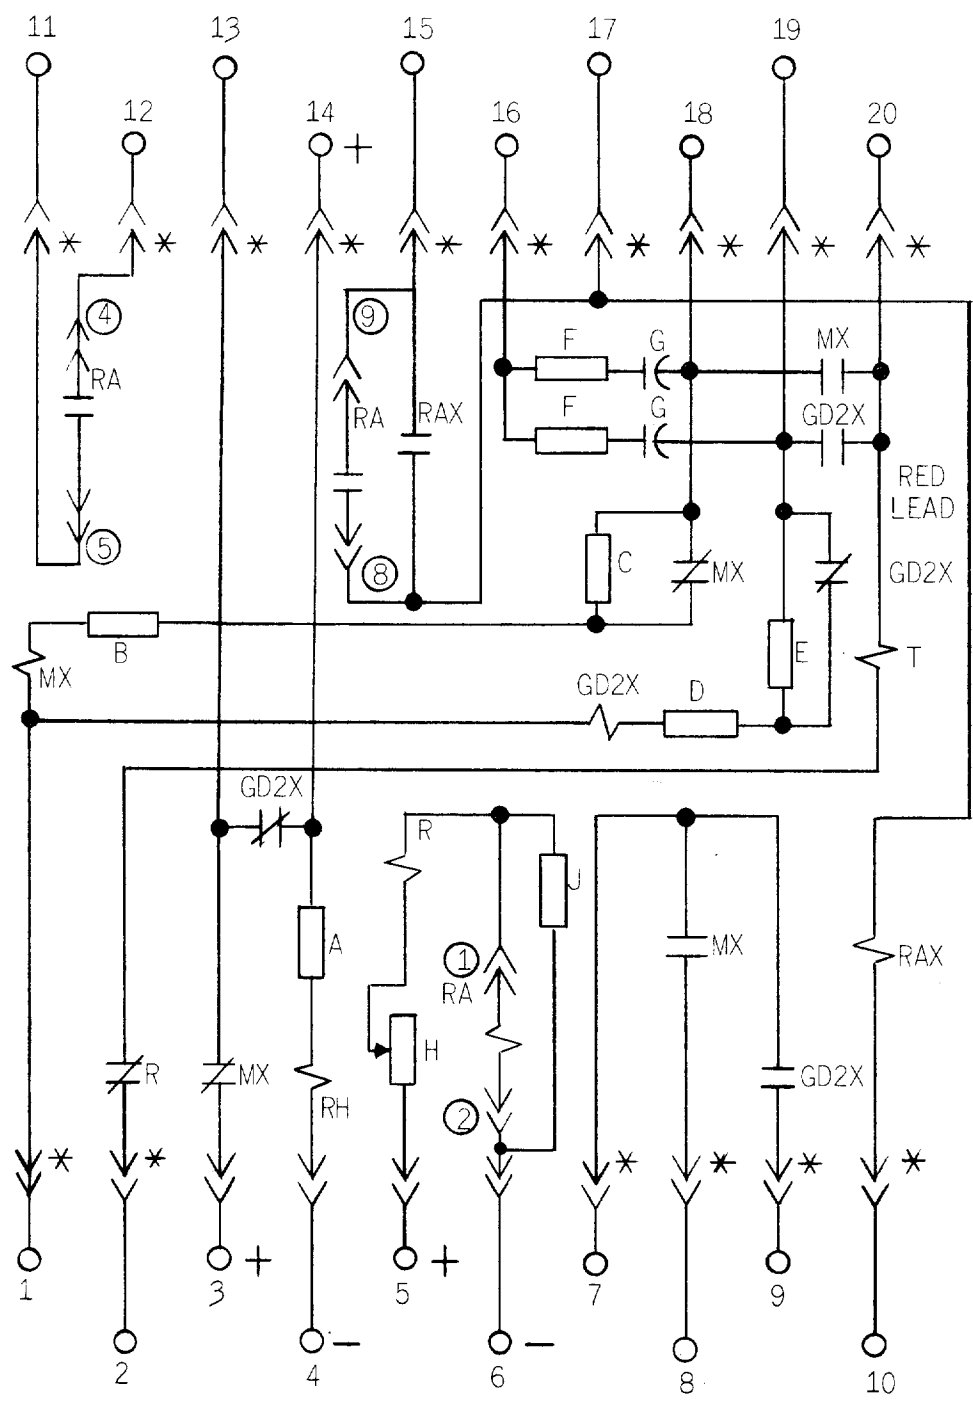 11
13
15
17
19
12
14 +
16
18
20
* * * * * * * * *
4
9
F
G
MX
RA
RA
RAX
F
G
GD2X
RED
LEAD
5
8
C
MX
GD2X
B
E
T
MX
GD2X
D
GD2X
R
J
A
1
MX
RAX
RA
H
R
MX
GD2X
RH
2
* * * * * *
1
3 +
5 +
7
9
2
4 −
6 −
8
10